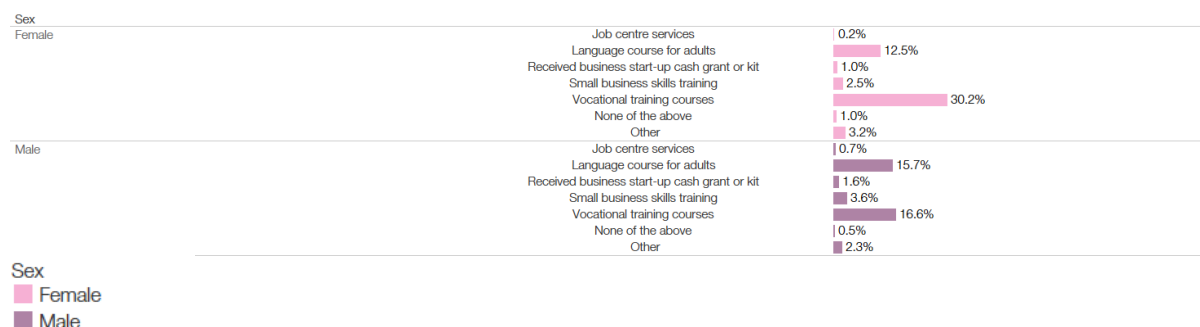 Sex
Female
Job centre services 0.2%
Language course for adults 12.5%
Received business start-up cash grant or kit 1.0%
Small business skills training 2.5%
Vocational training courses 30.2%
None of the above 1.0%
Other 3.2%
Male
Job centre services 0.7%
Language course for adults 15.7%
Received business start-up cash grant or kit 1.6%
Small business skills training 3.6%
Vocational training courses 16.6%
None of the above 0.5%
Other 2.3%
Sex
Female
Male